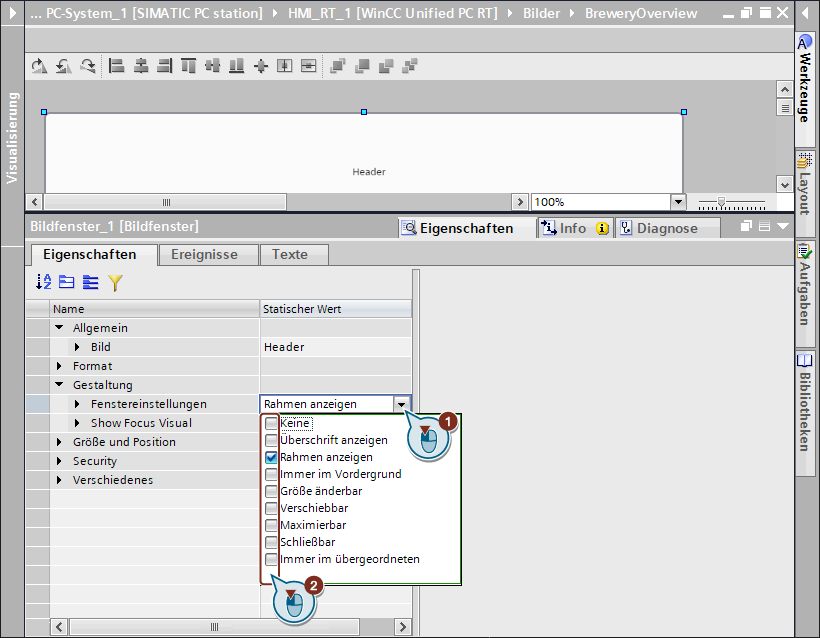 ... PC-System_1 [SIMATIC PC station] HMI_RT_1 [WinCC Unified PC RT] Bilder BreweryOverview
Visualisierung
Header
100%
Werkzeuge
Layout
Aufgaben
Bibliotheken
Bildfenster_1 [Bildfenster]
Eigenschaften Info Diagnose
Eigenschaften Ereignisse Texte
Name Statischer Wert
Allgemein
Bild Header
Format
Gestaltung
Fenstereinstellungen Rahmen anzeigen
Show Focus Visual
Größe und Position
Security
Verschiedenes
Keine
Überschrift anzeigen
Rahmen anzeigen
Immer im Vordergrund
Größe änderbar
Verschiebbar
Maximierbar
Schließbar
Immer im übergeordneten
1
2